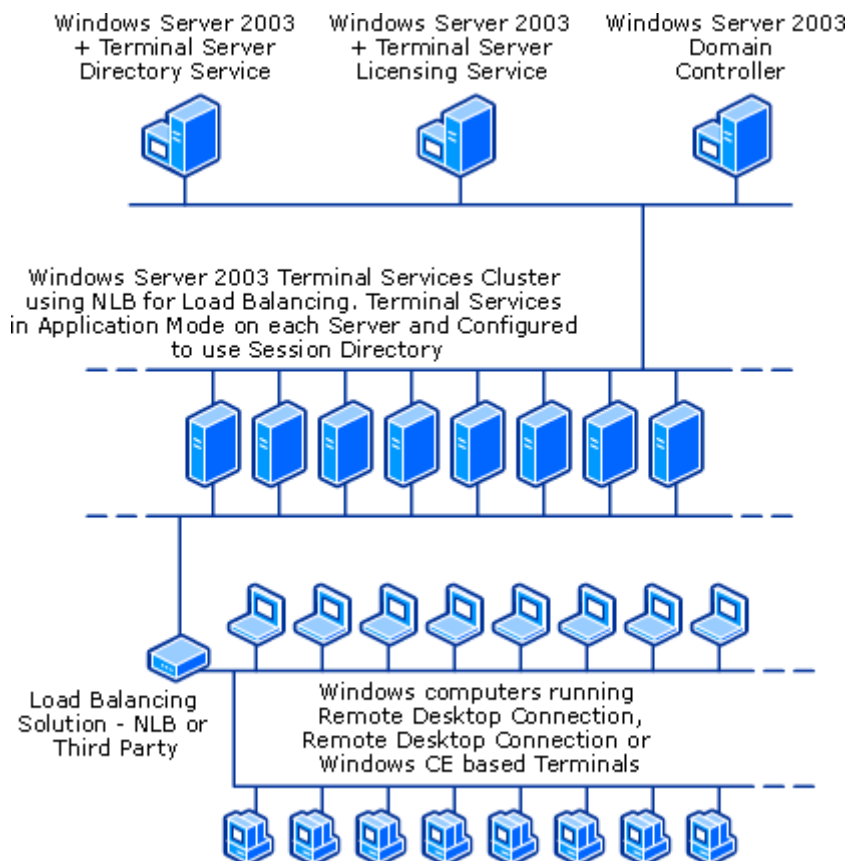 Windows Server 2003
+ Terminal Server
Directory Service
Windows Server 2003
+ Terminal Server
Licensing Service
Windows Server 2003
Domain
Controller
Windows Server 2003 Terminal Services Cluster
using NLB for Load Balancing. Terminal Services
in Application Mode on each Server and Configured
to use Session Directory
Load Balancing
Solution - NLB or
Third Party
Windows computers running
Remote Desktop Connection,
Remote Desktop Connection or
Windows CE based Terminals